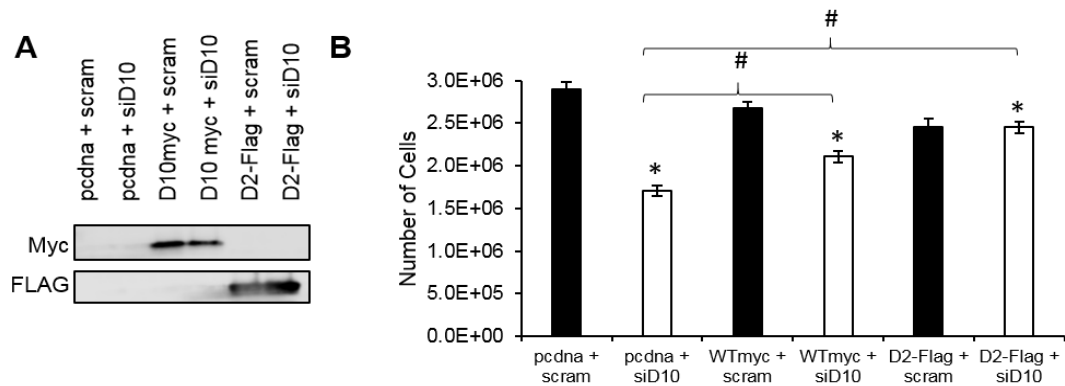 A
pcdna + scram
pcdna + siD10
D10myc + scram
D10 myc + siD10
D2-Flag + scram
D2-Flag + siD10
Myc
FLAG
B
#
#
3.0E+06
2.5E+06
2.0E+06
1.5E+06
1.0E+06
5.0E+05
0.0E+00
Number of Cells
*
*
*
pcdna +
scram
pcdna +
siD10
WTmyc +
scram
WTmyc +
siD10
D2-Flag +
scram
D2-Flag +
siD10